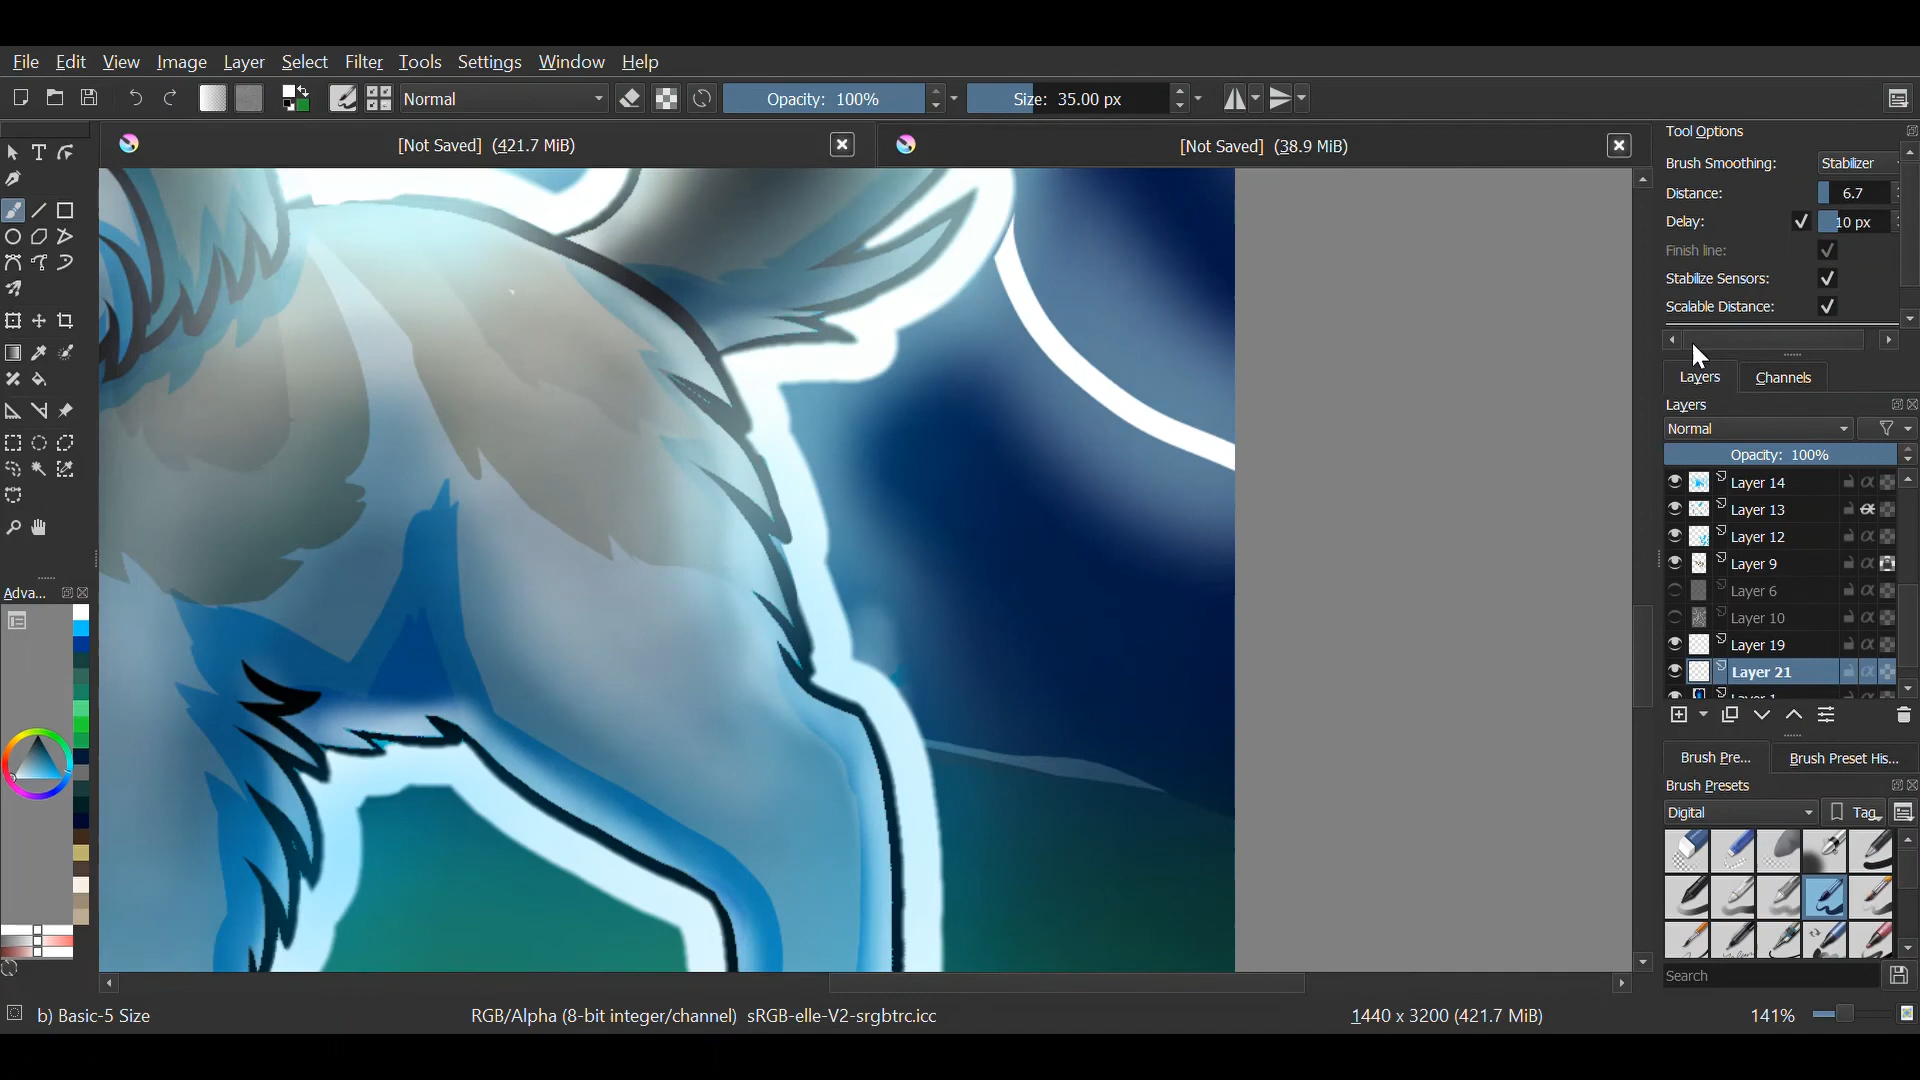 File Edit View Image Layer Select Filter Tools Settings Window Help
Normal Opacity: 100% Size: 35.00 px
[Not Saved] (421.7 MiB) [Not Saved] (38.9 MiB)
Tool Options
Brush Smoothing: Stabilizer
Distance: 6.7
Delay: 10 px
Finish line:
Stabilize Sensors:
Scalable Distance:
Layers Channels
Layers
Normal
Opacity: 100%
Layer 14
Layer 13
Layer 12
Layer 9
Layer 6
Layer 10
Layer 19
Layer 21
Layer 1
Adva...
Brush Pre... Brush Preset His...
Brush Presets
Digital Tag
Search
b) Basic-5 Size RGB/Alpha (8-bit integer/channel) sRGB-elle-V2-srgbtrc.icc 1440 x 3200 (421.7 MiB) 141%